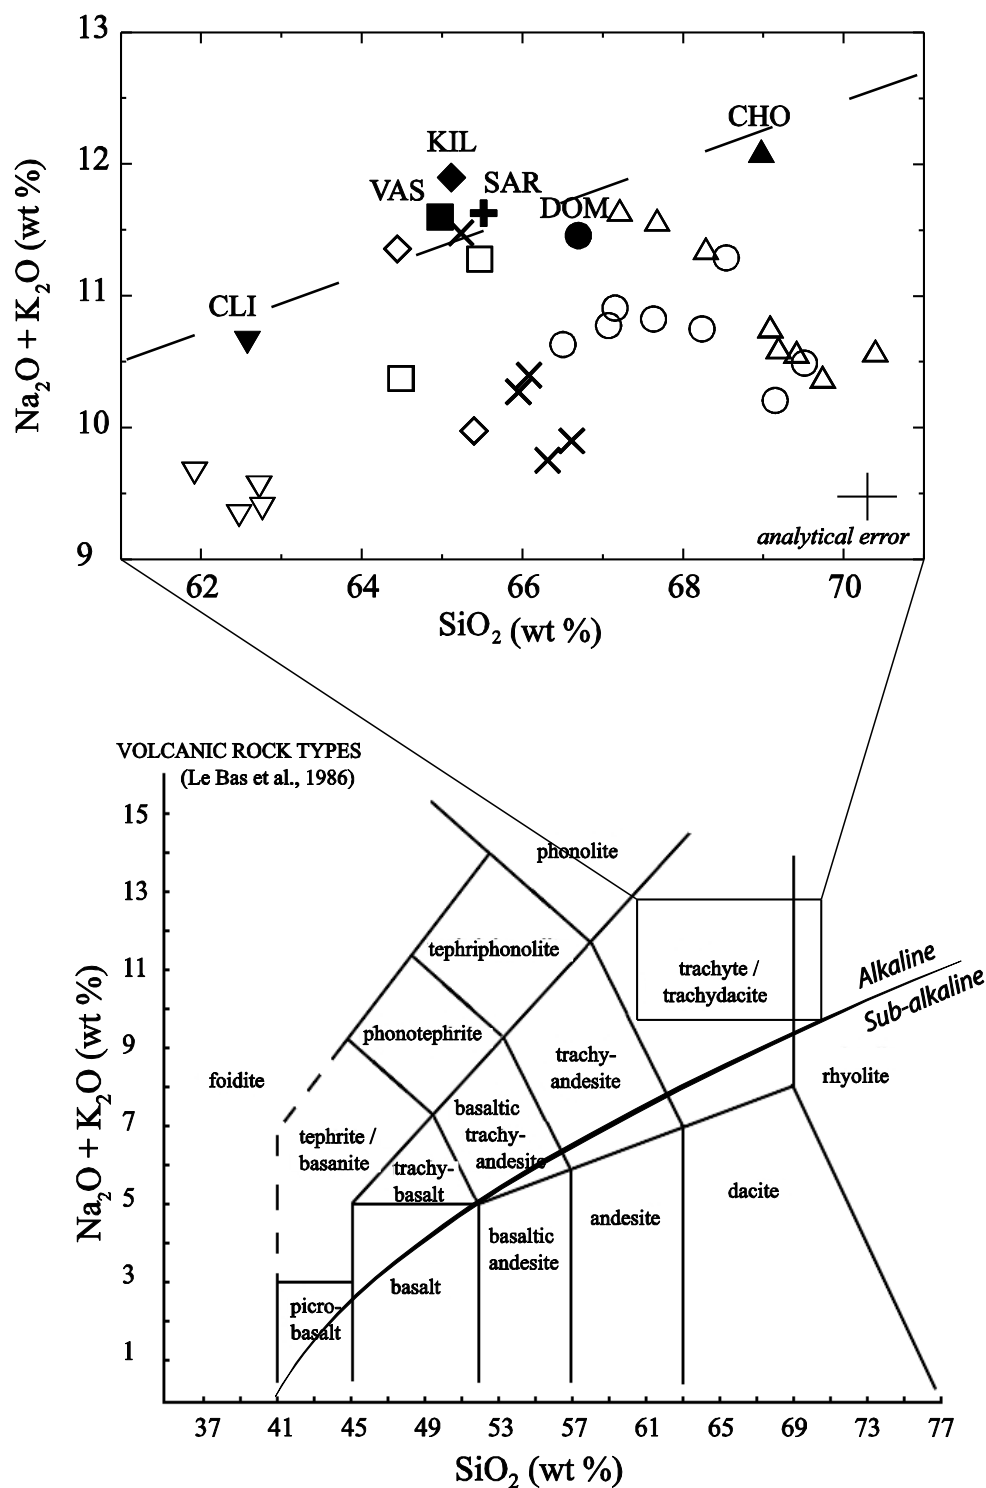 13
12
11
10
9
Na2O + K2O (wt %)
KIL
VAS
SAR
DOM
CHO
CLI
analytical error
62
64
66
68
70
SiO2 (wt %)
VOLCANIC ROCK TYPES
(Le Bas et al., 1986)
15
13
11
9
7
5
3
1
Na2O + K2O (wt %)
phonolite
tephriphonolite
phonotephrite
foidite
tephrite /
basanite
trachy-
basalt
basaltic
trachy-
andesite
trachy-
andesite
trachyte /
trachydacite
Alkaline
Sub-alkaline
rhyolite
dacite
andesite
basaltic
andesite
basalt
picro-
basalt
37
41
45
49
53
57
61
65
69
73
77
SiO2 (wt %)